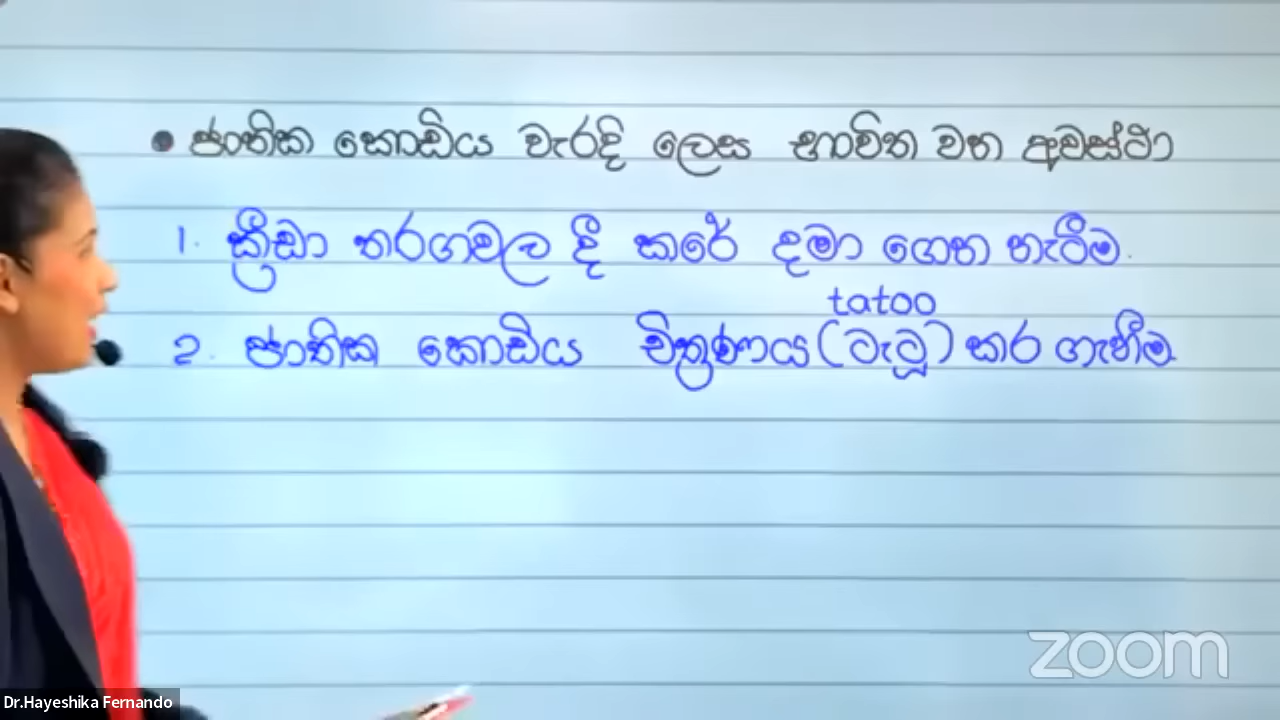 • ජාතික කොඩිය වැරදි ලෙස භාවිත වන අවස්ථා
1. ක්‍රීඩා තරගවල දී කරේ දමා ගෙන නැටීම.
tatoo
2. ජාතික කොඩිය චිත්‍රණය (ටැටූ) කර ගැනීම.
zoom
Dr.Hayeshika Fernando